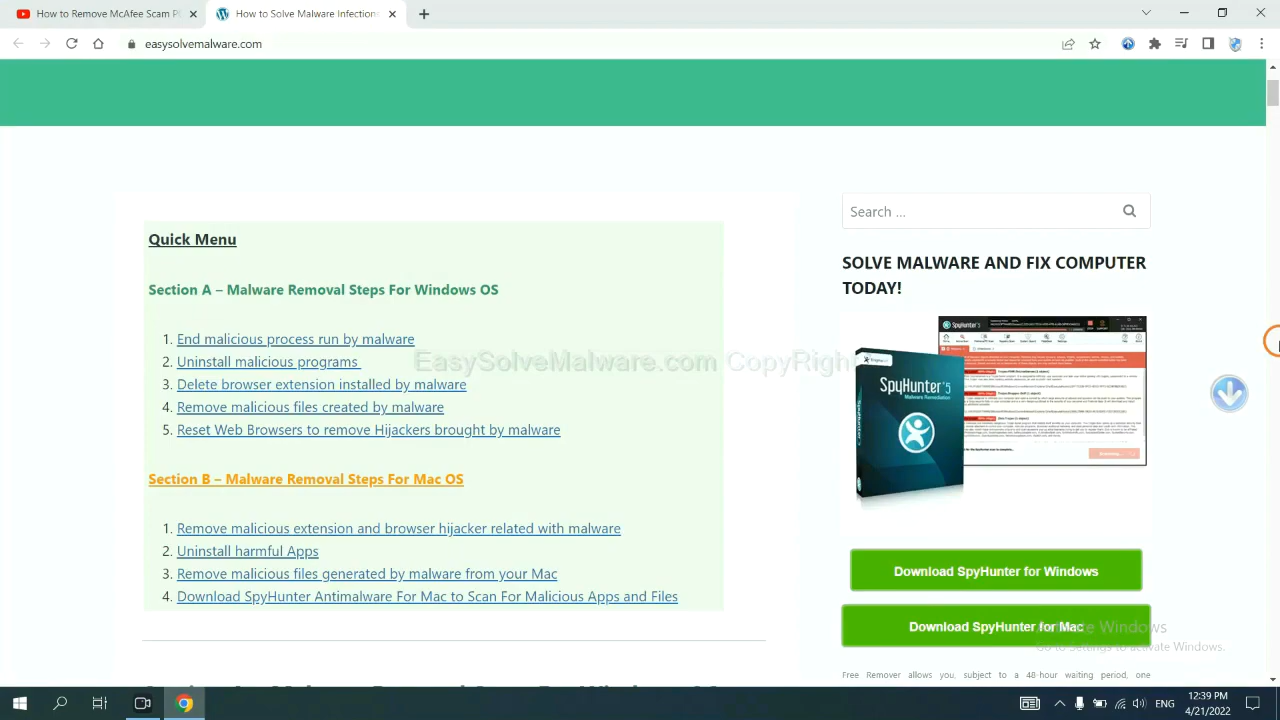 How to Remove McAfee Scam P
How to Solve Malware Infection
easysolvemalware.com
Quick Menu
Section A – Malware Removal Steps For Windows OS
1. End malicious process run by malware
2. Uninstall malicious programs
3. Delete browser extension installed by malware
4. Remove malicious files created by malware
5. Reset Web Browser to Remove Hijackers brought by malware
Section B – Malware Removal Steps For Mac OS
1. Remove malicious extension and browser hijacker related with malware
2. Uninstall harmful Apps
3. Remove malicious files generated by malware from your Mac
4. Download SpyHunter Antimalware For Mac to Scan For Malicious Apps and Files
Search ...
SOLVE MALWARE AND FIX COMPUTER
TODAY!
SpyHunter 5
Malware Remediation
Download SpyHunter for Windows
Download SpyHunter for Mac
Activate Windows
Go to Settings to activate Windows.
Free Remover allows you, subject to a 48-hour waiting period, one
ENG
12:39 PM
4/21/2022